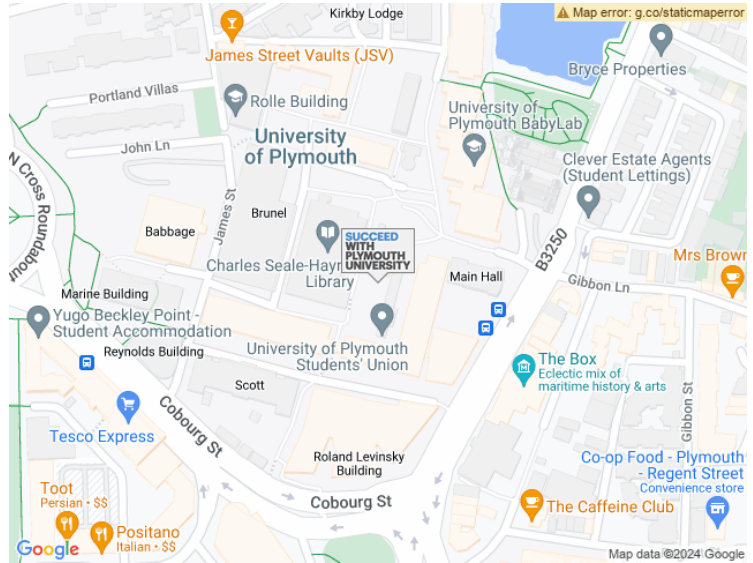 Kirkby Lodge
Map error: g.co/staticmaperror
James Street Vaults (JSV)
Bryce Properties
Portland Villas
Rolle Building
University of
Plymouth BabyLab
University
of Plymouth
John Ln
Clever Estate Agents
(Student Lettings)
N Cross Roundabout
James St
Brunel
Babbage
SUCCEED
WITH
PLYMOUTH
UNIVERSITY
B3250
Mrs Brown
Charles Seale-Hayn
Library
Main Hall
Gibbon Ln
Marine Building
Yugo Beckley Point -
Student Accommodation
Reynolds Building
University of Plymouth
Students' Union
The Box
Eclectic mix of
maritime history & arts
Scott
Gibbon St
Tesco Express
Cobourg St
Roland Levinsky
Building
Co-op Food - Plymouth
- Regent Street
Convenience store
Cobourg St
The Caffeine Club
Toot
Persian • $$
Positano
Italian • $$
Google
Map data ©2024 Google